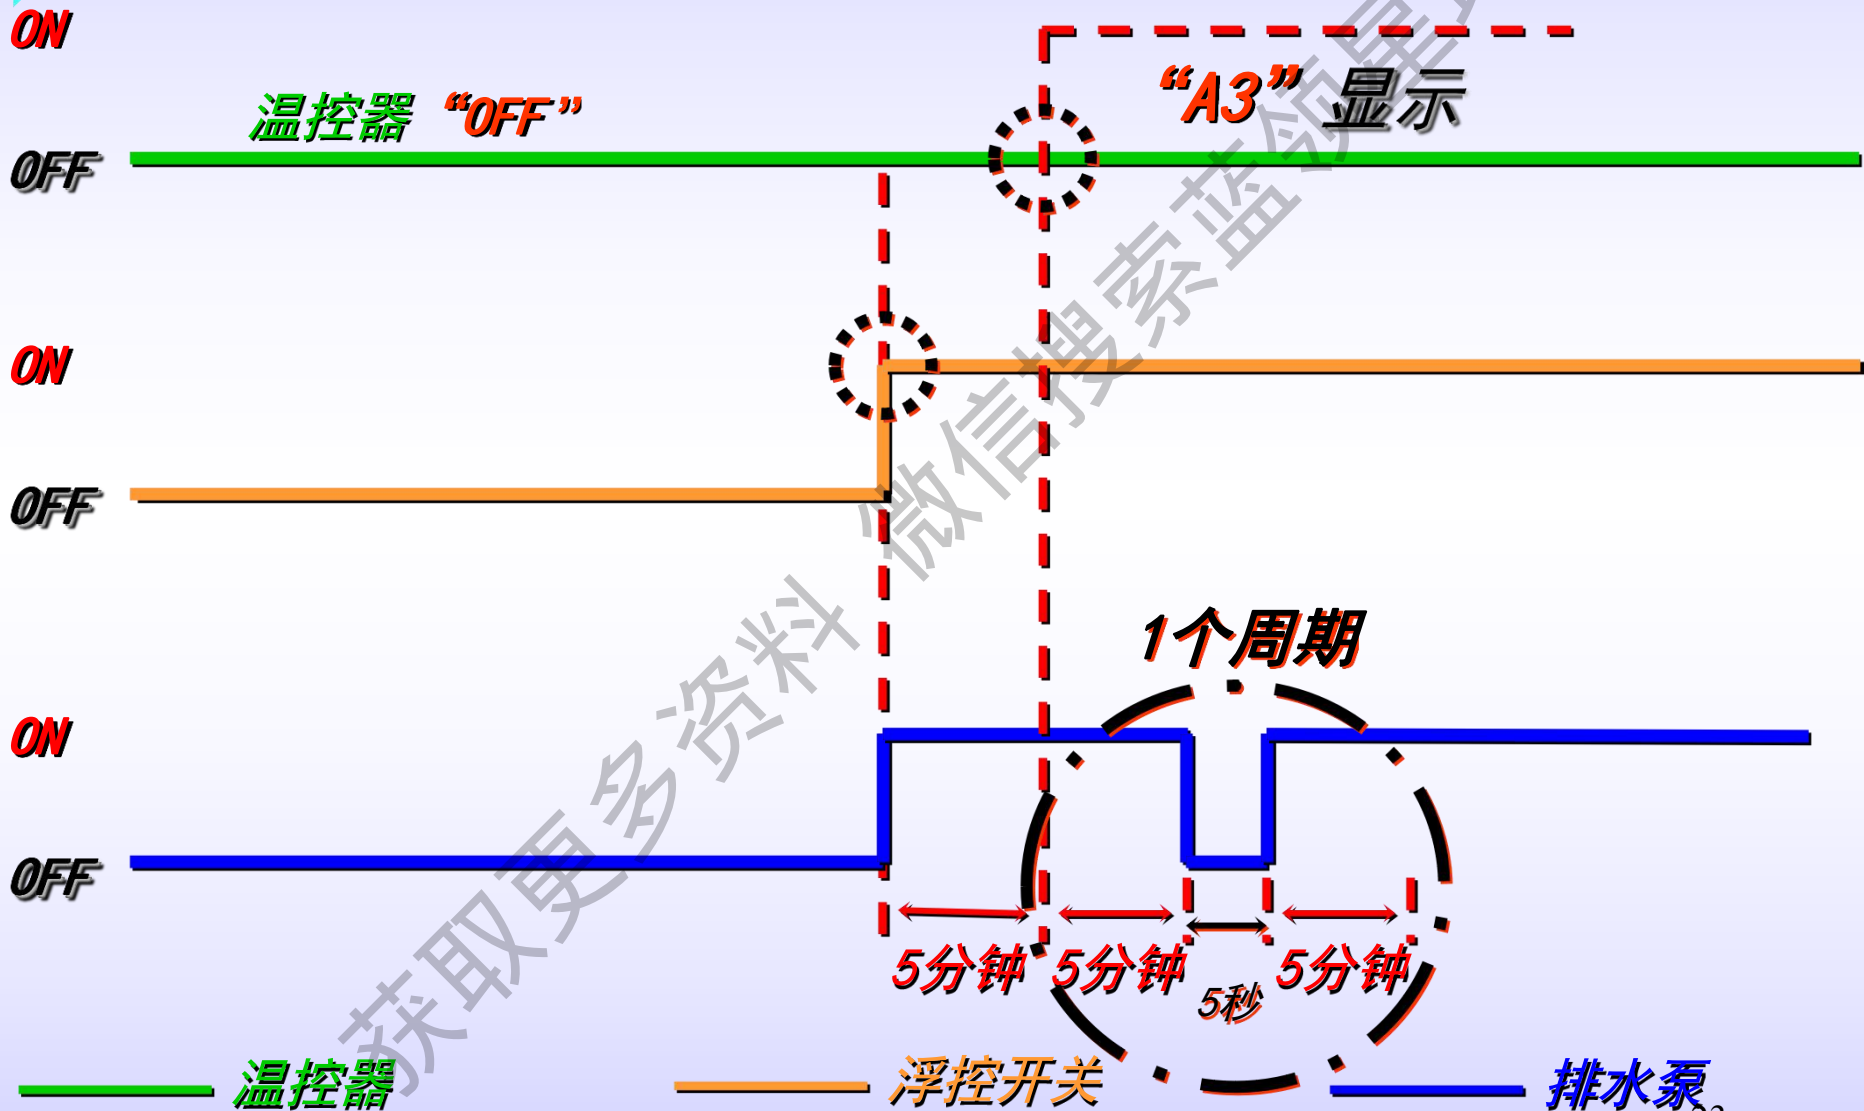 ON
温控器 “OFF”
“A3” 显示
OFF
ON
OFF
1个周期
ON
OFF
5分钟 5分钟 5秒 5分钟
温控器 浮控开关 排水泵
获取更多资料 微信搜索蓝领星球